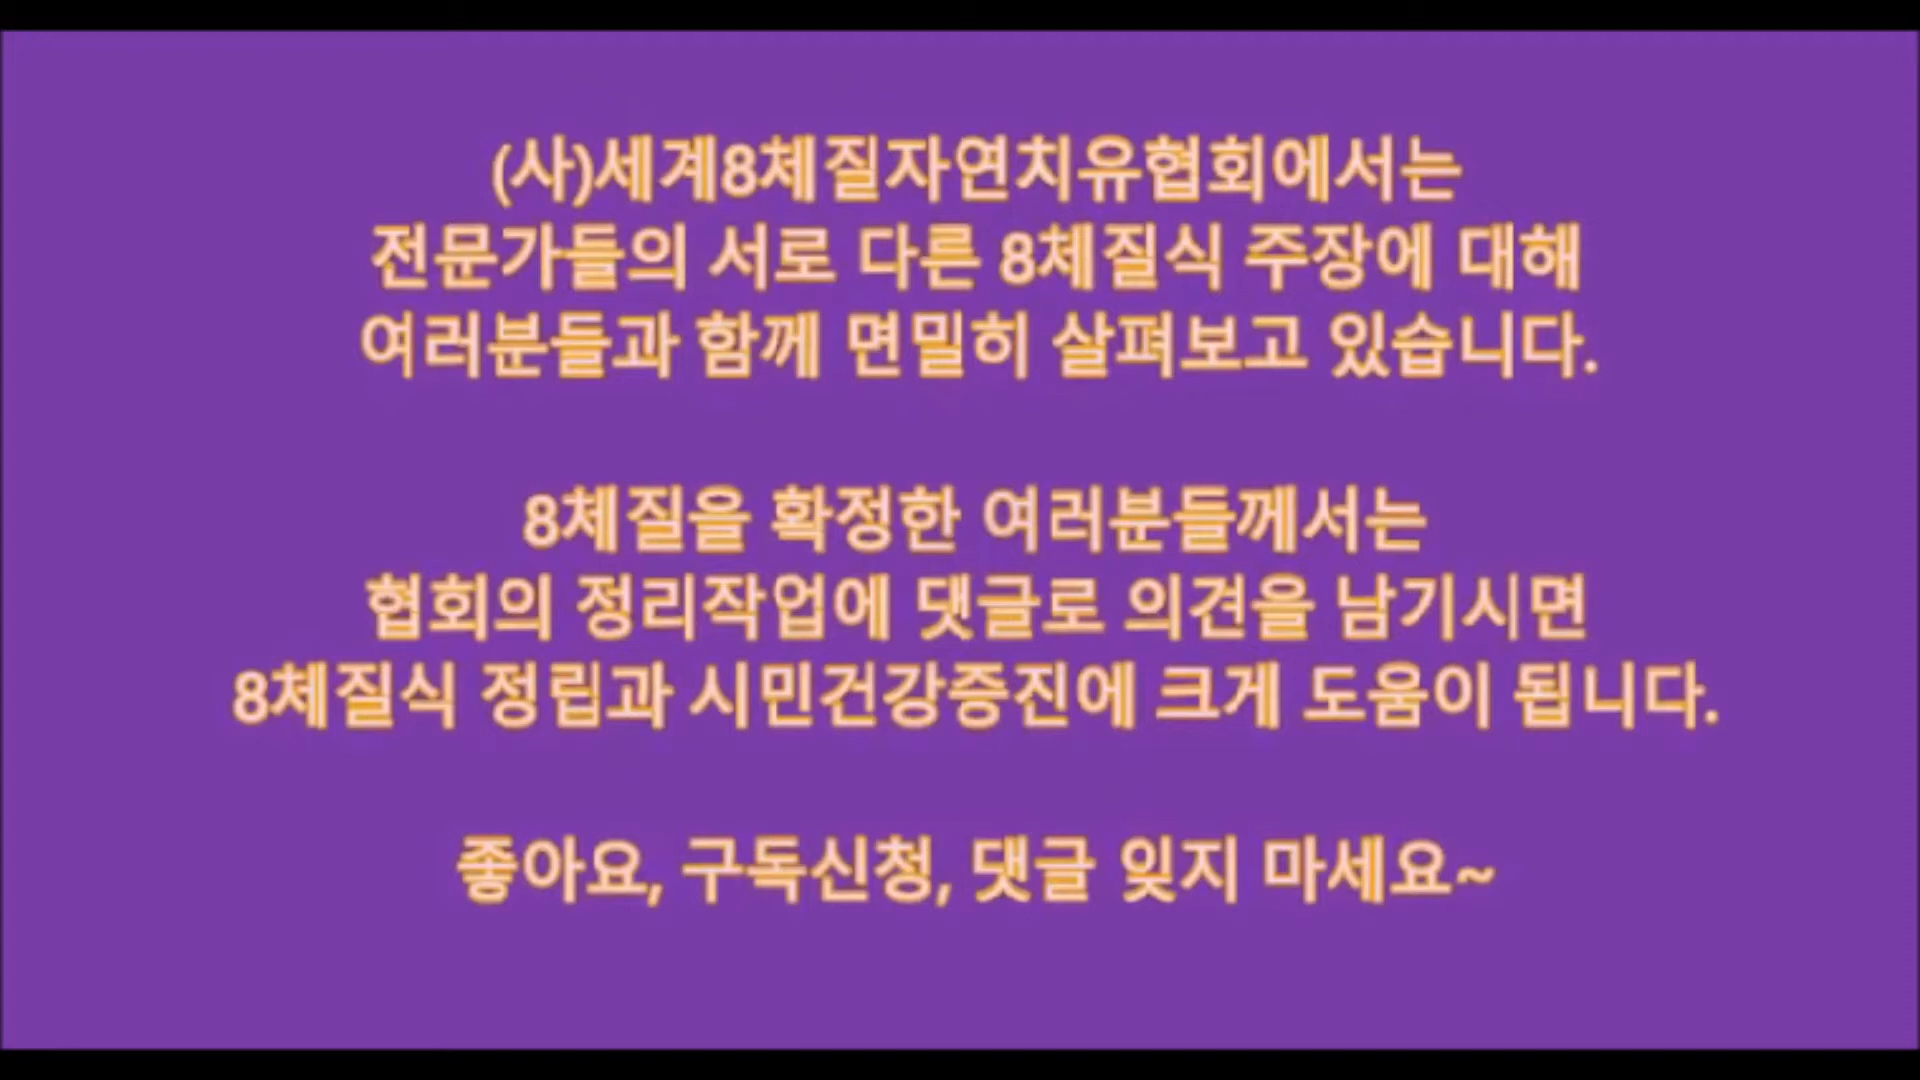 (사)세계8체질자연치유협회에서는
전문가들의 서로 다른 8체질식 주장에 대해
여러분들과 함께 면밀히 살펴보고 있습니다.
8체질을 확정한 여러분들께서는
협회의 정리작업에 댓글로 의견을 남기시면
8체질식 정립과 시민건강증진에 크게 도움이 됩니다.
좋아요, 구독신청, 댓글 잊지 마세요~